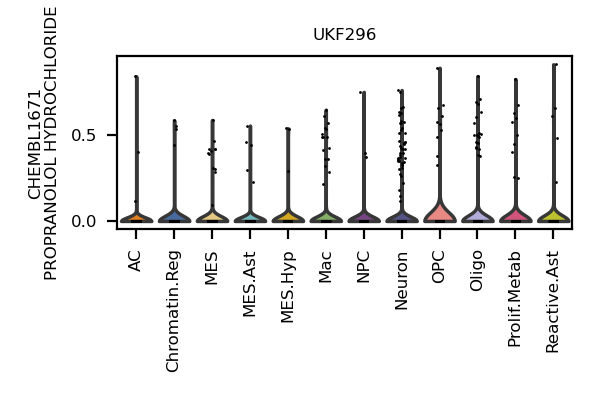 UKF296
CHEMBL1671
PROPRANOLOL HYDROCHLORIDE
0.5
0.0
AC
Chromatin.Reg
MES
MES.Ast
MES.Hyp
Mac
NPC
Neuron
OPC
Oligo
Prolif.Metab
Reactive.Ast